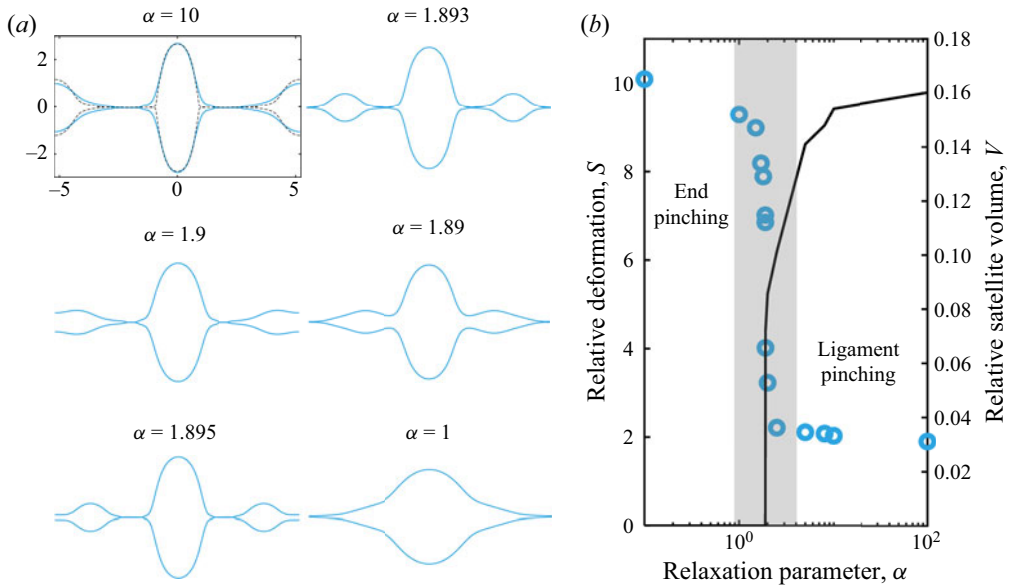 (a)
α = 10
α = 1.893
2
0
−2
−5
0
5
α = 1.9
α = 1.89
α = 1.895
α = 1
(b)
10
8
6
4
2
0
Relative deformation, S
End
pinching
Ligament
pinching
0.18
0.16
0.14
0.12
0.10
0.08
0.06
0.04
0.02
Relative satellite volume, V
10⁰
10²
Relaxation parameter, α